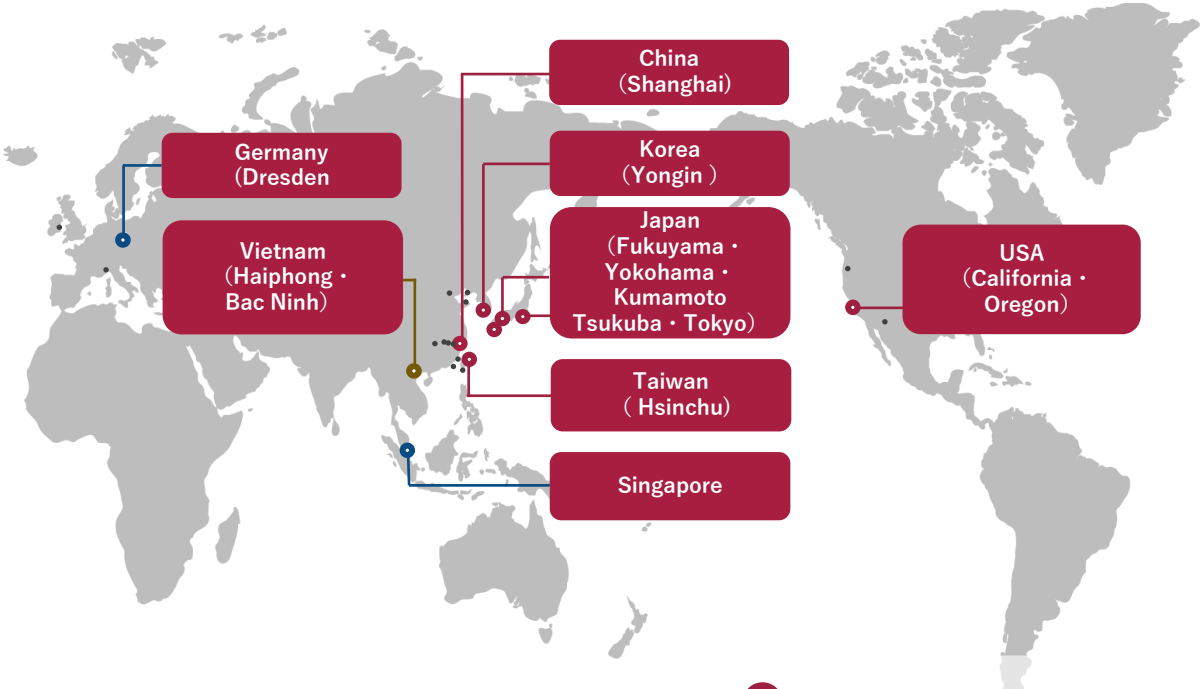 China
（Shanghai）
Germany
（Dresden
Korea
（Yongin ）
Japan
（Fukuyama・
Yokohama・
Kumamoto
Tsukuba・Tokyo）
Vietnam
（Haiphong・
Bac Ninh）
USA
（California・
Oregon）
Taiwan
（ Hsinchu）
Singapore